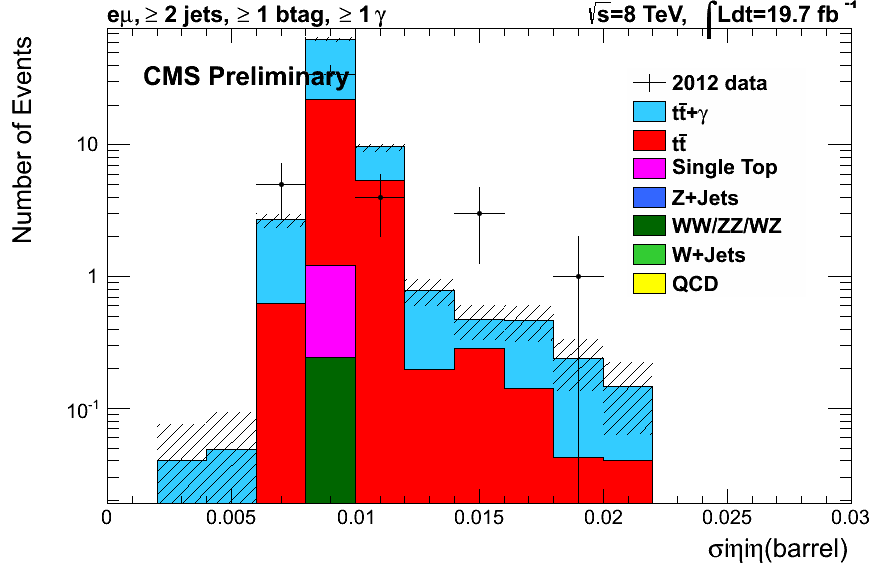 eμ, ≥ 2 jets, ≥ 1 btag, ≥ 1 γ
√s=8 TeV, ∫Ldt=19.7 fb⁻¹
CMS Preliminary
2012 data
tt̄+γ
tt̄
Single Top
Z+Jets
WW/ZZ/WZ
W+Jets
QCD
Number of Events
10
1
10⁻¹
0 0.005 0.01 0.015 0.02 0.025 0.03
σiηiη(barrel)